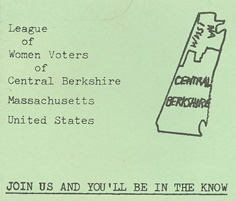 League
of
Women Voters
of
Central Berkshire
Massachusetts
United States
CENTRAL
BERKSHIRE
JOIN US AND YOU'LL BE IN THE KNOW